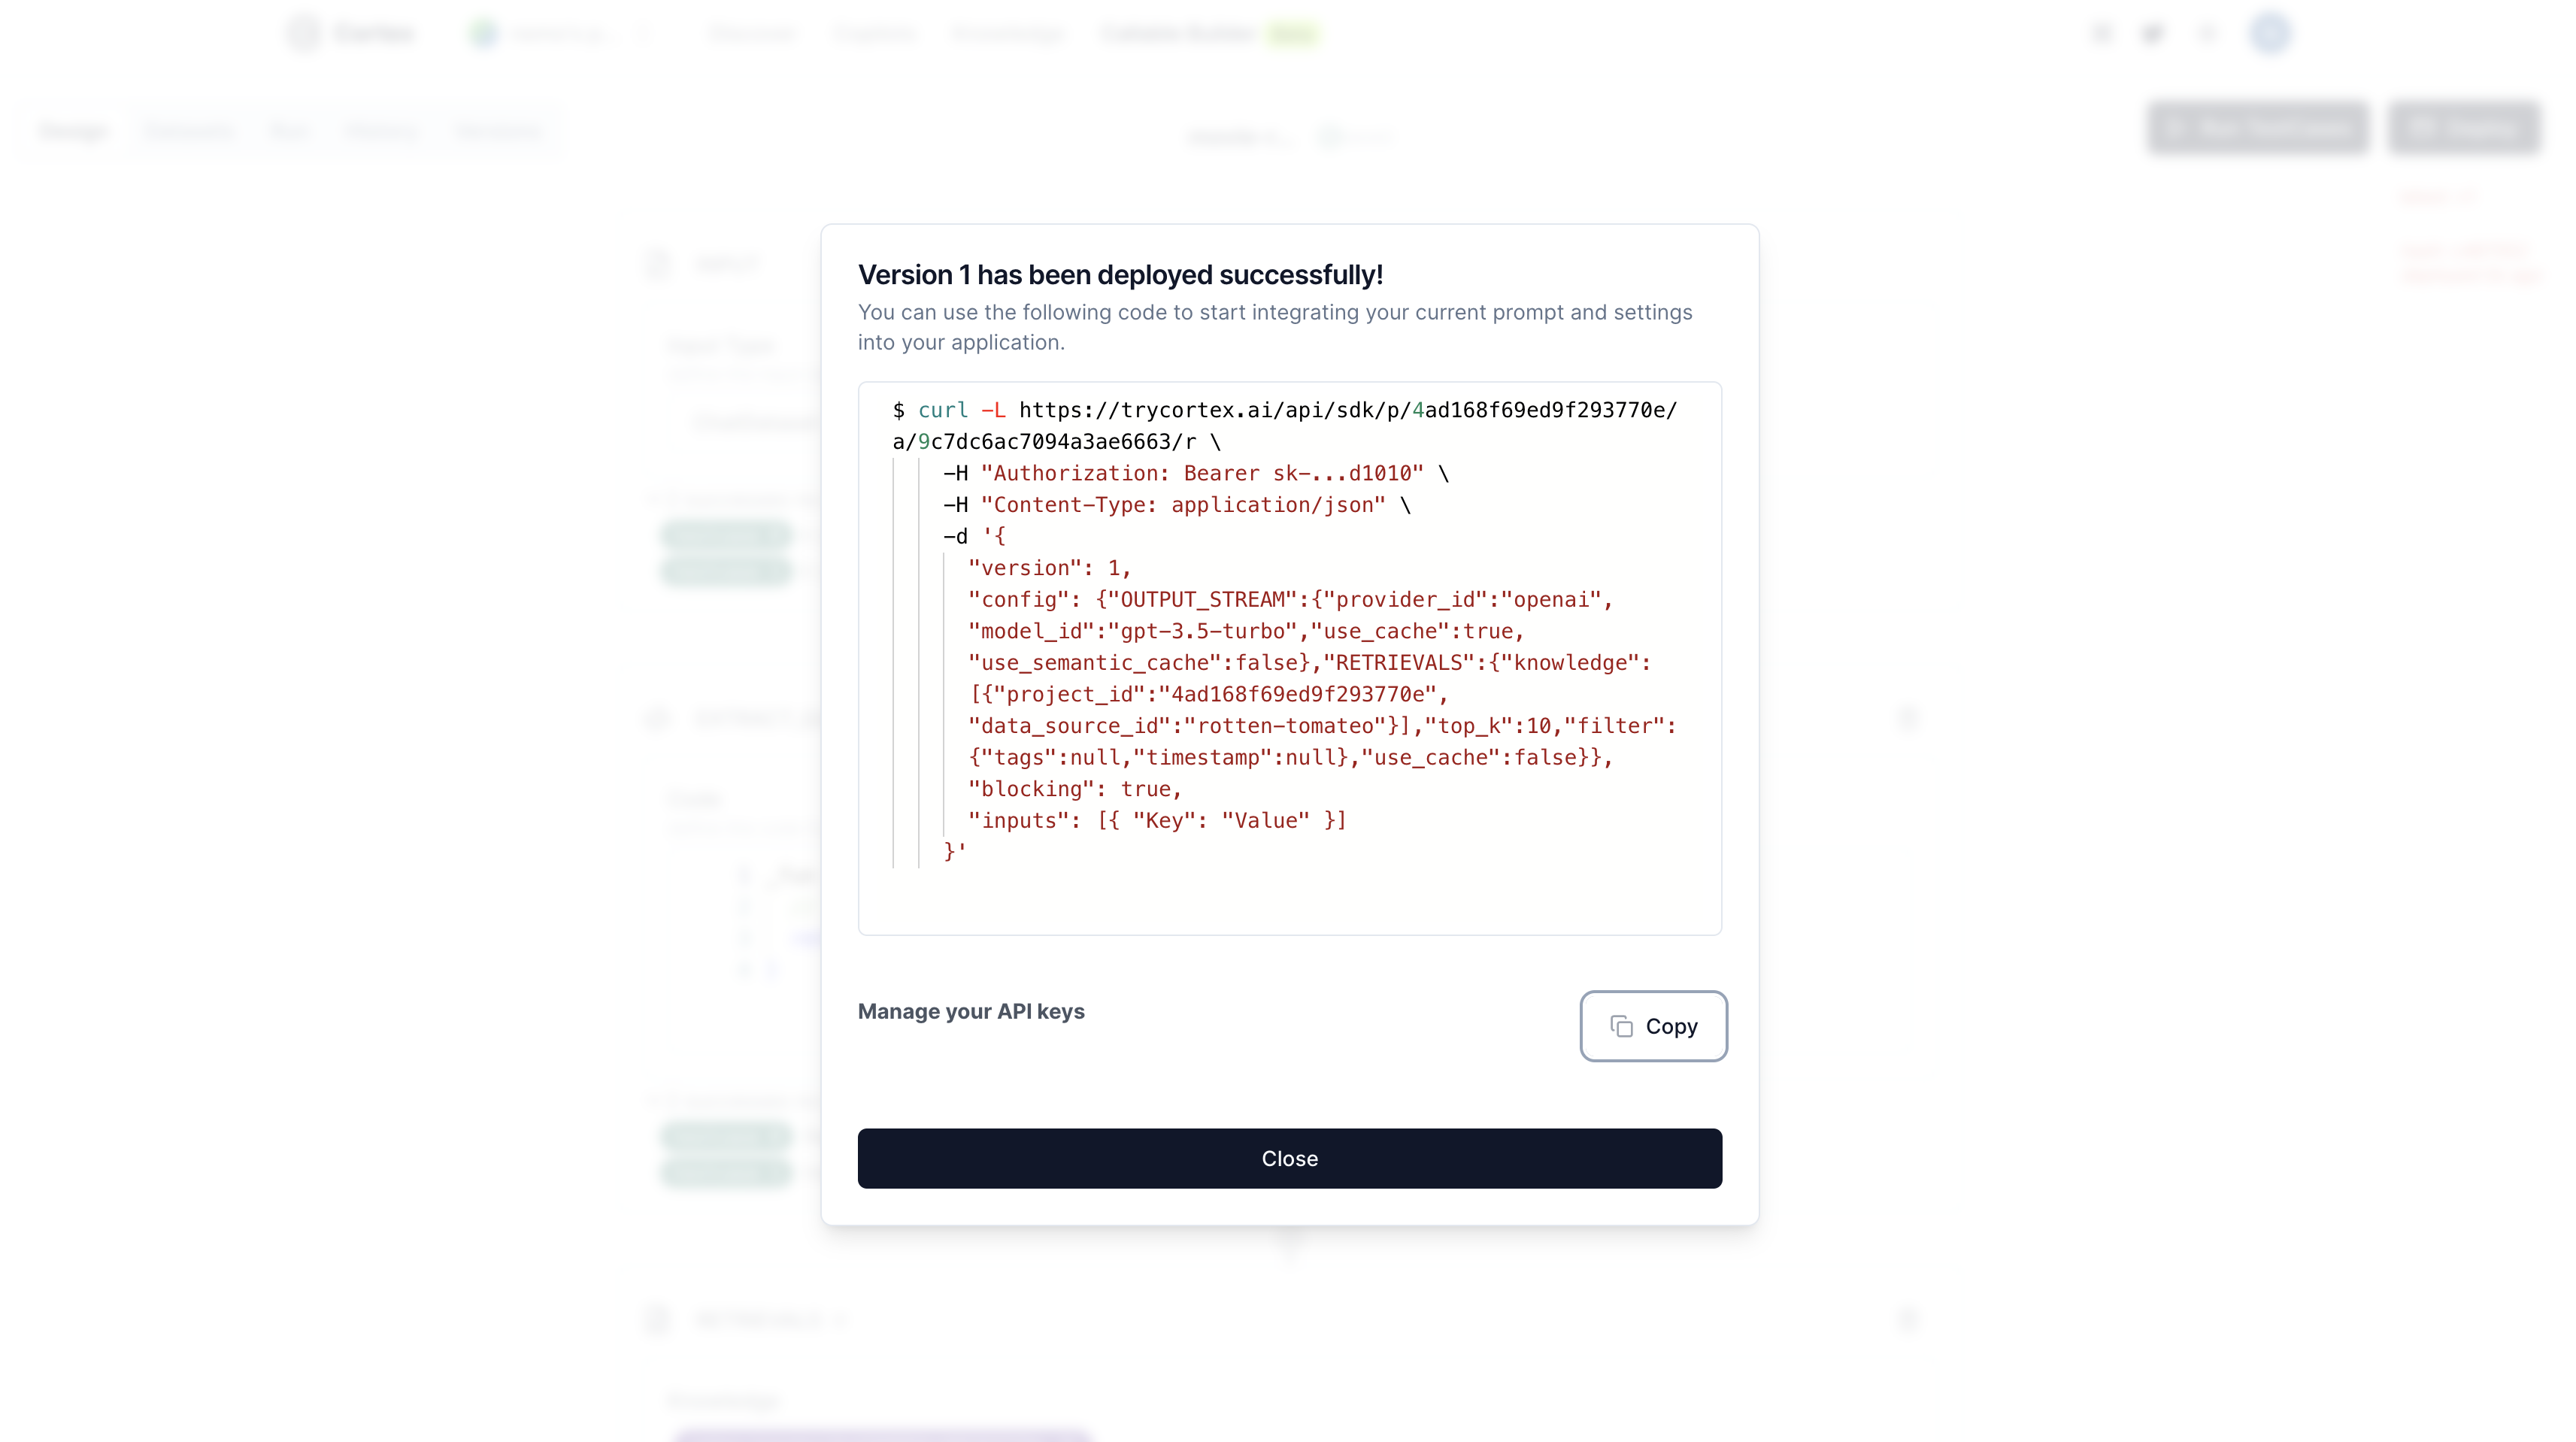 Cortex
Version 1 has been deployed successfully!
You can use the following code to start integrating your current prompt and settings
into your application.
$ curl -L https://trycortex.ai/api/sdk/p/4ad168f69ed9f293770e/
a/9c7dc6ac7094a3ae6663/r \
-H "Authorization: Bearer sk-...d1010" \
-H "Content-Type: application/json" \
-d '{
"version": 1,
"config": {"OUTPUT_STREAM":{"provider_id":"openai",
"model_id":"gpt-3.5-turbo","use_cache":true,
"use_semantic_cache":false},"RETRIEVALS":{"knowledge":
[{"project_id":"4ad168f69ed9f293770e",
"data_source_id":"rotten-tomateo"}],"top_k":10,"filter":
{"tags":null,"timestamp":null},"use_cache":false}},
"blocking": true,
"inputs": [{ "Key": "Value" }]
}'
Manage your API keys
Copy
Close